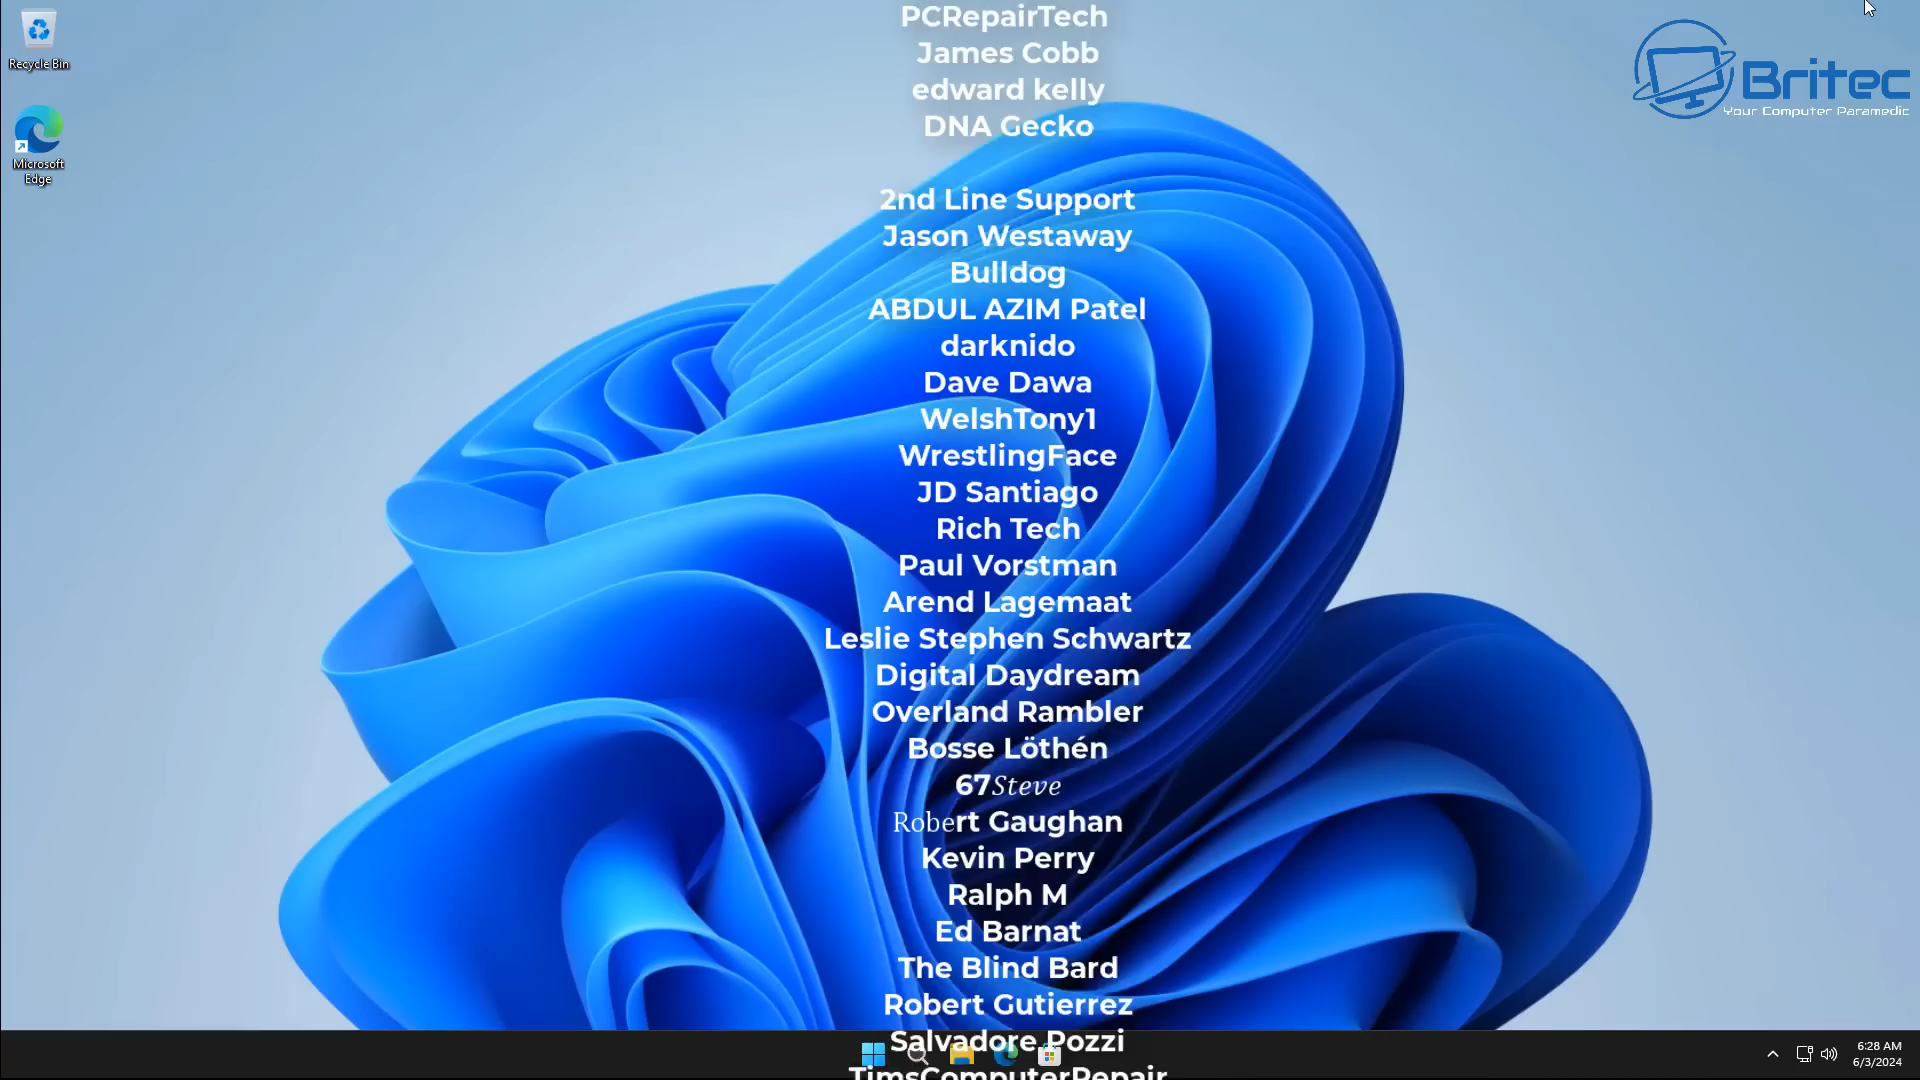 PCRepairTech
James Cobb
edward kelly
DNA Gecko
Recycle Bin
Microsoft
Edge
Britec
Your Computer Paramedic
2nd Line Support
Jason Westaway
Bulldog
ABDUL AZIM Patel
darknido
Dave Dawa
WelshTony1
WrestlingFace
JD Santiago
Rich Tech
Paul Vorstman
Arend Lagemaat
Leslie Stephen Schwartz
Digital Daydream
Overland Rambler
Bosse Löthén
67Steve
Robert Gaughan
Kevin Perry
Ralph M
Ed Barnat
The Blind Bard
Robert Gutierrez
Salvadore Pozzi
TimsComputerRepair
6:28 AM
6/3/2024